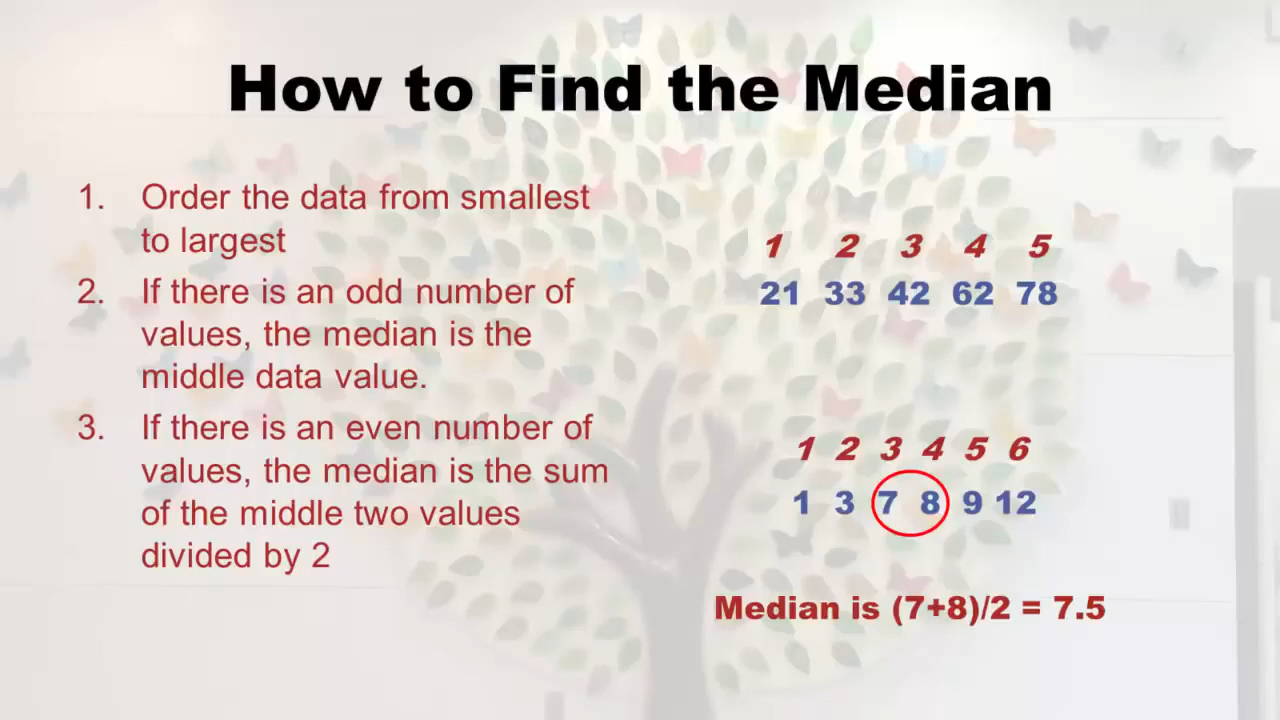 How to Find the Median
1. Order the data from smallest
to largest
2. If there is an odd number of
values, the median is the
middle data value.
3. If there is an even number of
values, the median is the sum
of the middle two values
divided by 2
1 2 3 4 5
21 33 42 62 78
1 2 3 4 5 6
1 3 7 8 9 12
Median is (7+8)/2 = 7.5